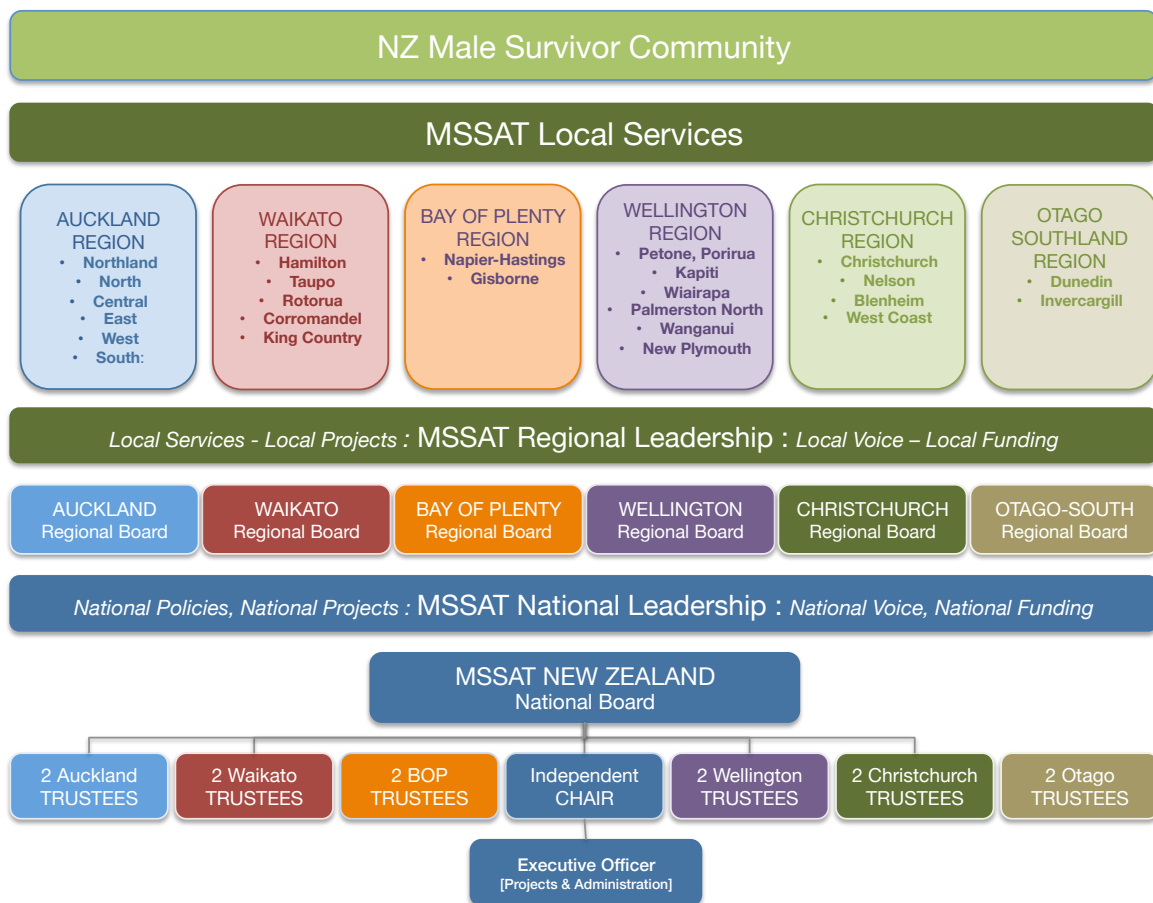 NZ Male Survivor Community
MSSAT Local Services
AUCKLAND
REGION
• Northland
• North
• Central
• East
• West
• South:
WAIKATO
REGION
• Hamilton
• Taupo
• Rotorua
• Corromandel
• King Country
BAY OF PLENTY
REGION
• Napier-Hastings
• Gisborne
WELLINGTON
REGION
• Petone, Porirua
• Kapiti
• Wiairapa
• Palmerston North
• Wanganui
• New Plymouth
CHRISTCHURCH
REGION
• Christchurch
• Nelson
• Blenheim
• West Coast
OTAGO
SOUTHLAND
REGION
• Dunedin
• Invercargill
Local Services - Local Projects : MSSAT Regional Leadership : Local Voice – Local Funding
AUCKLAND
Regional Board
WAIKATO
Regional Board
BAY OF PLENTY
Regional Board
WELLINGTON
Regional Board
CHRISTCHURCH
Regional Board
OTAGO-SOUTH
Regional Board
National Policies, National Projects : MSSAT National Leadership : National Voice, National Funding
MSSAT NEW ZEALAND
National Board
2 Auckland
TRUSTEES
2 Waikato
TRUSTEES
2 BOP
TRUSTEES
Independent
CHAIR
2 Wellington
TRUSTEES
2 Christchurch
TRUSTEES
2 Otago
TRUSTEES
Executive Officer
[Projects & Administration]